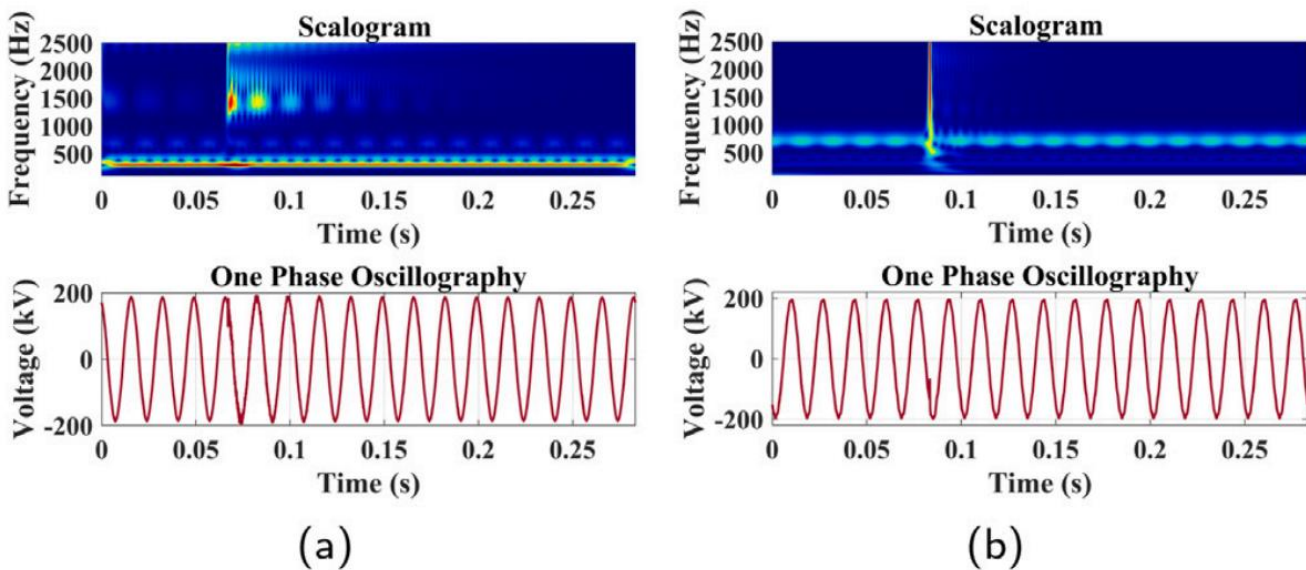 Scalogram
Frequency (Hz)
2500
2000
1500
1000
500
0 0.05 0.1 0.15 0.2 0.25
Time (s)
One Phase Oscillography
Voltage (kV)
200
0
-200
0 0.05 0.1 0.15 0.2 0.25
Time (s)
(a)
Scalogram
Frequency (Hz)
2500
2000
1500
1000
500
0 0.05 0.1 0.15 0.2 0.25
Time (s)
One Phase Oscillography
Voltage (kV)
200
0
-200
0 0.05 0.1 0.15 0.2 0.25
Time (s)
(b)